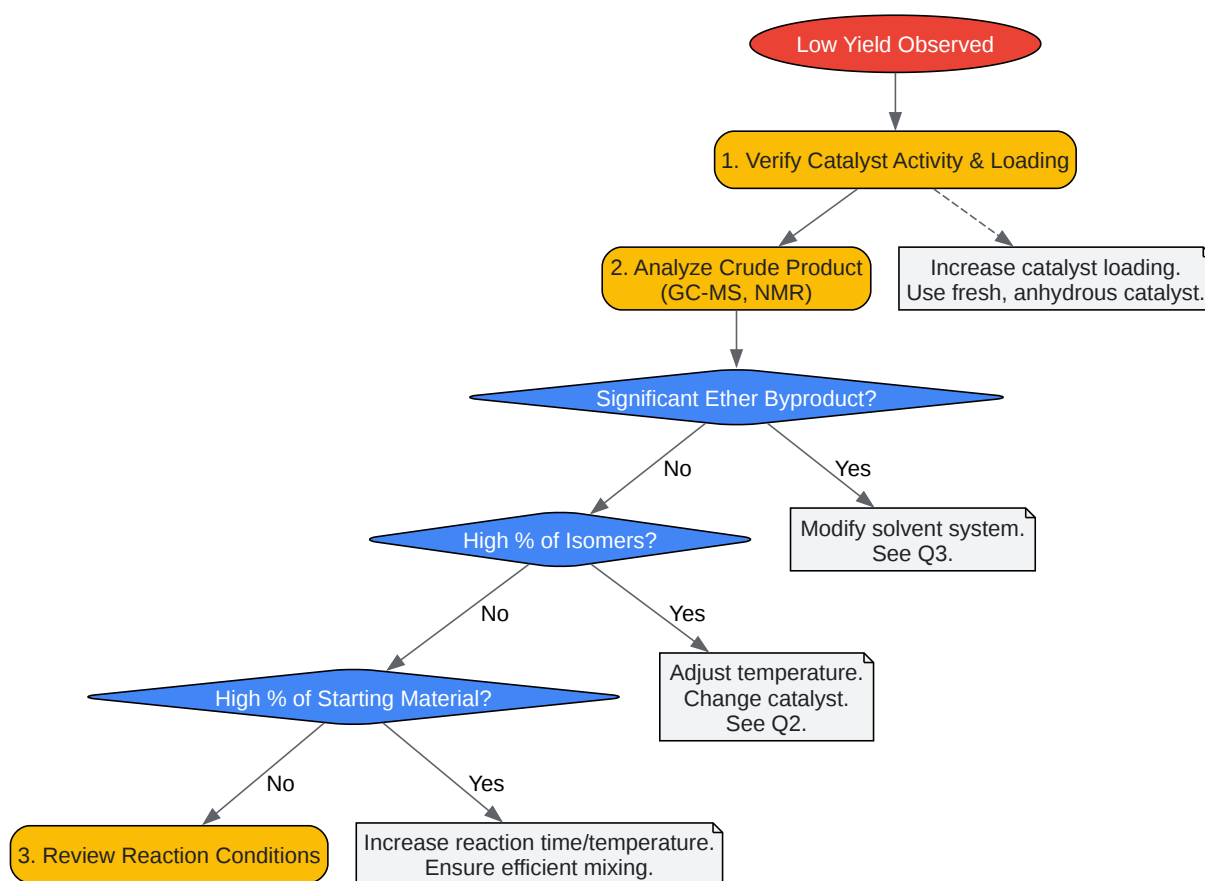 Low Yield Observed
1. Verify Catalyst Activity & Loading
2. Analyze Crude Product
(GC-MS, NMR)
Increase catalyst loading.
Use fresh, anhydrous catalyst.
Significant Ether Byproduct?
No
Yes
High % of Isomers?
Modify solvent system.
See Q3.
No
Yes
High % of Starting Material?
Adjust temperature.
Change catalyst.
See Q2.
No
Yes
3. Review Reaction Conditions
Increase reaction time/temperature.
Ensure efficient mixing.